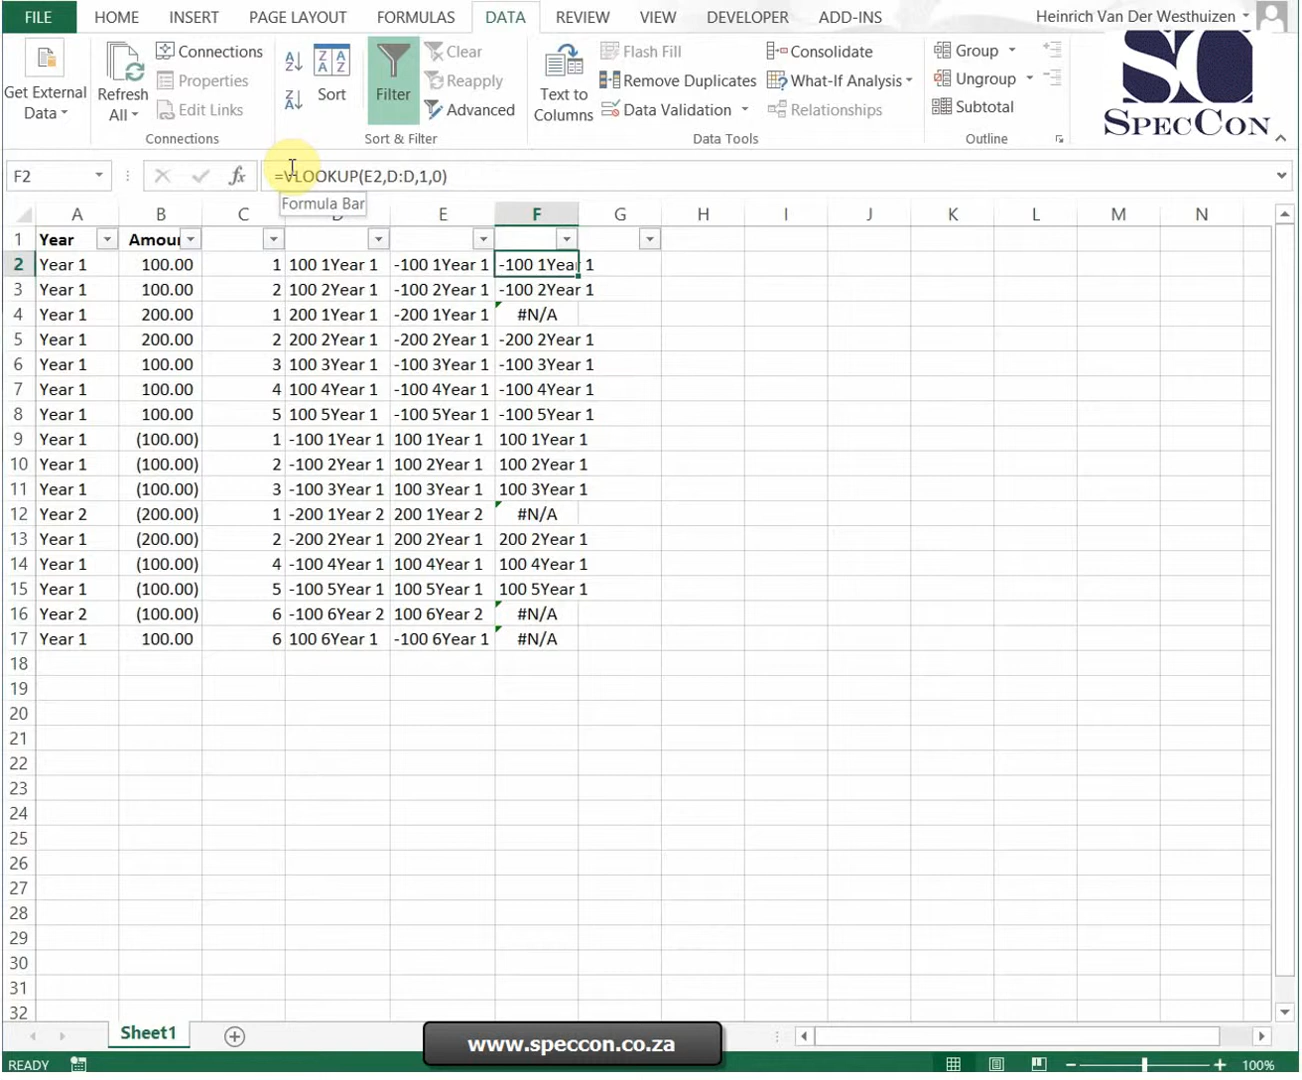 FILE HOME INSERT PAGE LAYOUT FORMULAS DATA REVIEW VIEW DEVELOPER ADD-INS Heinrich Van Der Westhuizen
Get External Data
Refresh All
Connections
Properties
Edit Links
Connections
A Z
Z A
Z A A Z
Sort
Filter
Clear
Reapply
Advanced
Sort & Filter
Text to Columns
Flash Fill
Remove Duplicates
Data Validation
Consolidate
What-If Analysis
Relationships
Data Tools
Group
Ungroup
Subtotal
Outline
SC
SPECCON
F2 fx =VLOOKUP(E2,D:D,1,0)
Formula Bar
A B C D E F G H I J K L M N
1 Year Amour
2 Year 1 100.00 1 100 1Year 1 -100 1Year 1 -100 1Year 1
3 Year 1 100.00 2 100 2Year 1 -100 2Year 1 -100 2Year 1
4 Year 1 200.00 1 200 1Year 1 -200 1Year 1 #N/A
5 Year 1 200.00 2 200 2Year 1 -200 2Year 1 -200 2Year 1
6 Year 1 100.00 3 100 3Year 1 -100 3Year 1 -100 3Year 1
7 Year 1 100.00 4 100 4Year 1 -100 4Year 1 -100 4Year 1
8 Year 1 100.00 5 100 5Year 1 -100 5Year 1 -100 5Year 1
9 Year 1 (100.00) 1 -100 1Year 1 100 1Year 1 100 1Year 1
10 Year 1 (100.00) 2 -100 2Year 1 100 2Year 1 100 2Year 1
11 Year 1 (100.00) 3 -100 3Year 1 100 3Year 1 100 3Year 1
12 Year 2 (200.00) 1 -200 1Year 2 200 1Year 2 #N/A
13 Year 1 (200.00) 2 -200 2Year 1 200 2Year 1 200 2Year 1
14 Year 1 (100.00) 4 -100 4Year 1 100 4Year 1 100 4Year 1
15 Year 1 (100.00) 5 -100 5Year 1 100 5Year 1 100 5Year 1
16 Year 2 (100.00) 6 -100 6Year 2 100 6Year 2 #N/A
17 Year 1 100.00 6 100 6Year 1 -100 6Year 1 #N/A
18
19
20
21
22
23
24
25
26
27
28
29
30
31
32
Sheet1
www.speccon.co.za
READY 100%